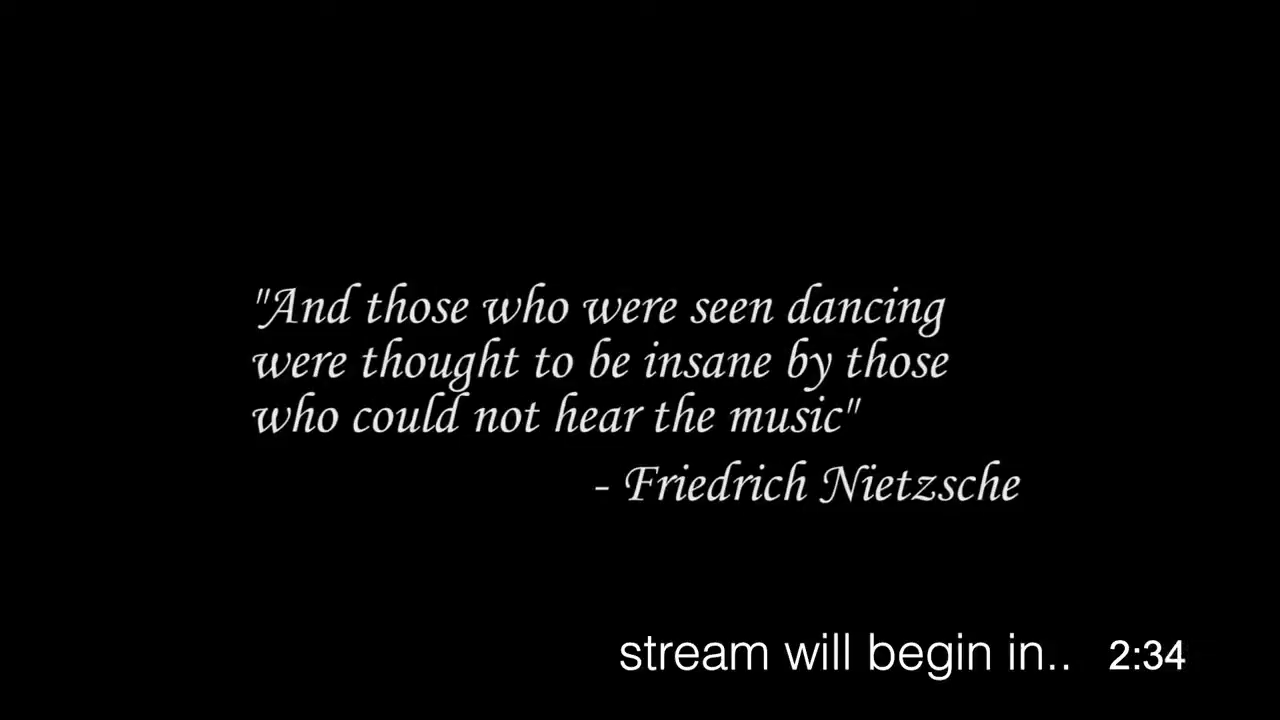 "And those who were seen dancing
were thought to be insane by those
who could not hear the music"
- Friedrich Nietzsche
stream will begin in.. 2:34